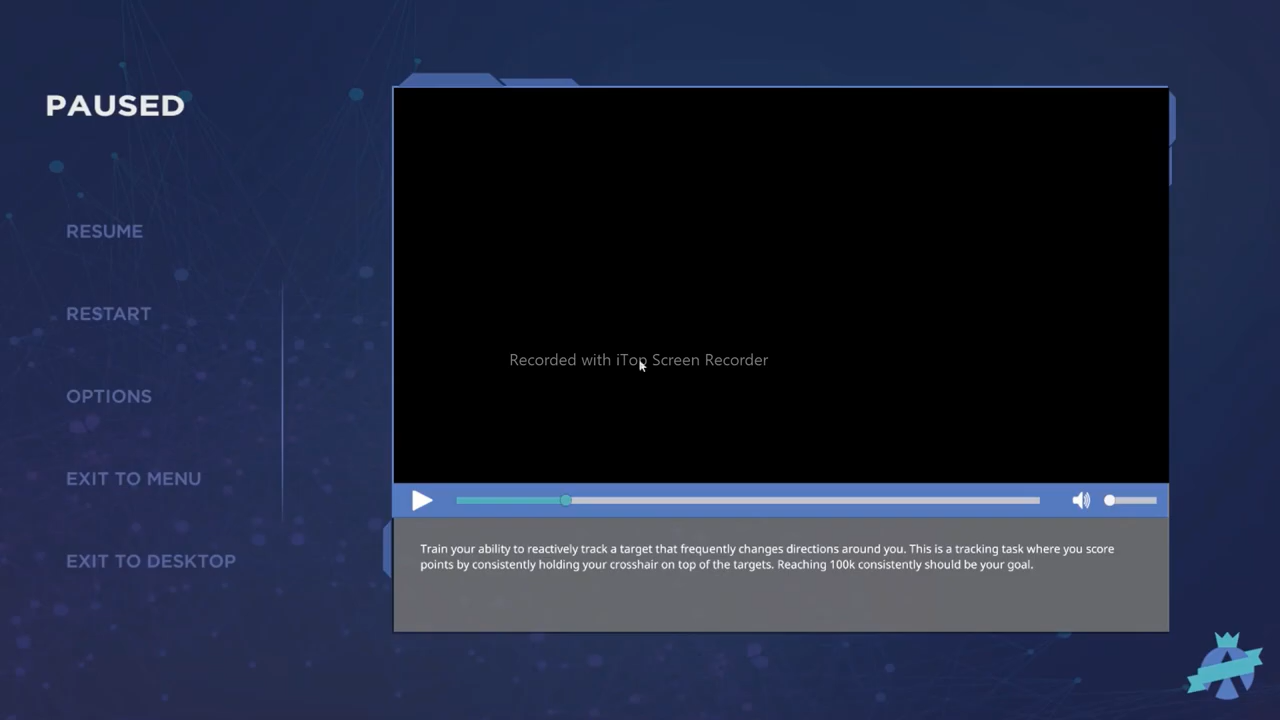 PAUSED
RESUME
RESTART
OPTIONS
EXIT TO MENU
EXIT TO DESKTOP
Recorded with iTop Screen Recorder
Train your ability to reactively track a target that frequently changes directions around you. This is a tracking task where you score
points by consistently holding your crosshair on top of the targets. Reaching 100k consistently should be your goal.